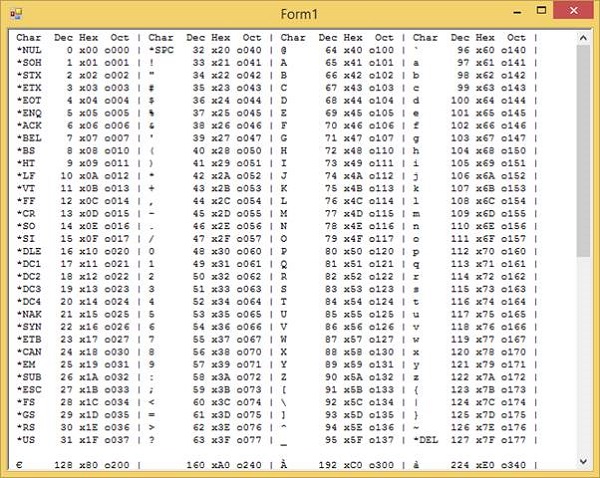 Form1
Char Dec Hex Oct | Char Dec Hex Oct | Char Dec Hex Oct | Char Dec Hex Oct |
*NUL 0 x00 o000 | *SPC 32 x20 o040 | @ 64 x40 o100 | ` 96 x60 o140 |
*SOH 1 x01 o001 | ! 33 x21 o041 | A 65 x41 o101 | a 97 x61 o141 |
*STX 2 x02 o002 | " 34 x22 o042 | B 66 x42 o102 | b 98 x62 o142 |
*ETX 3 x03 o003 | # 35 x23 o043 | C 67 x43 o103 | c 99 x63 o143 |
*EOT 4 x04 o004 | $ 36 x24 o044 | D 68 x44 o104 | d 100 x64 o144 |
*ENQ 5 x05 o005 | % 37 x25 o045 | E 69 x45 o105 | e 101 x65 o145 |
*ACK 6 x06 o006 | & 38 x26 o046 | F 70 x46 o106 | f 102 x66 o146 |
*BEL 7 x07 o007 | ' 39 x27 o047 | G 71 x47 o107 | g 103 x67 o147 |
*BS 8 x08 o010 | ( 40 x28 o050 | H 72 x48 o110 | h 104 x68 o150 |
*HT 9 x09 o011 | ) 41 x29 o051 | I 73 x49 o111 | i 105 x69 o151 |
*LF 10 x0A o012 | * 42 x2A o052 | J 74 x4A o112 | j 106 x6A o152 |
*VT 11 x0B o013 | + 43 x2B o053 | K 75 x4B o113 | k 107 x6B o153 |
*FF 12 x0C o014 | , 44 x2C o054 | L 76 x4C o114 | l 108 x6C o154 |
*CR 13 x0D o015 | - 45 x2D o055 | M 77 x4D o115 | m 109 x6D o155 |
*SO 14 x0E o016 | . 46 x2E o056 | N 78 x4E o116 | n 110 x6E o156 |
*SI 15 x0F o017 | / 47 x2F o057 | O 79 x4F o117 | o 111 x6F o157 |
*DLE 16 x10 o020 | 0 48 x30 o060 | P 80 x50 o120 | p 112 x70 o160 |
*DC1 17 x11 o021 | 1 49 x31 o061 | Q 81 x51 o121 | q 113 x71 o161 |
*DC2 18 x12 o022 | 2 50 x32 o062 | R 82 x52 o122 | r 114 x72 o162 |
*DC3 19 x13 o023 | 3 51 x33 o063 | S 83 x53 o123 | s 115 x73 o163 |
*DC4 20 x14 o024 | 4 52 x34 o064 | T 84 x54 o124 | t 116 x74 o164 |
*NAK 21 x15 o025 | 5 53 x35 o065 | U 85 x55 o125 | u 117 x75 o165 |
*SYN 22 x16 o026 | 6 54 x36 o066 | V 86 x56 o126 | v 118 x76 o166 |
*ETB 23 x17 o027 | 7 55 x37 o067 | W 87 x57 o127 | w 119 x77 o167 |
*CAN 24 x18 o030 | 8 56 x38 o070 | X 88 x58 o130 | x 120 x78 o170 |
*EM 25 x19 o031 | 9 57 x39 o071 | Y 89 x59 o131 | y 121 x79 o171 |
*SUB 26 x1A o032 | : 58 x3A o072 | Z 90 x5A o132 | z 122 x7A o172 |
*ESC 27 x1B o033 | ; 59 x3B o073 | [ 91 x5B o133 | { 123 x7B o173 |
*FS 28 x1C o034 | < 60 x3C o074 | \ 92 x5C o134 | | 124 x7C o174 |
*GS 29 x1D o035 | = 61 x3D o075 | ] 93 x5D o135 | } 125 x7D o175 |
*RS 30 x1E o036 | > 62 x3E o076 | ^ 94 x5E o136 | ~ 126 x7E o176 |
*US 31 x1F o037 | ? 63 x3F o077 | _ 95 x5F o137 | *DEL 127 x7F o177 |
€ 128 x80 o200 | 160 xA0 o240 | À 192 xC0 o300 | à 224 xE0 o340 |